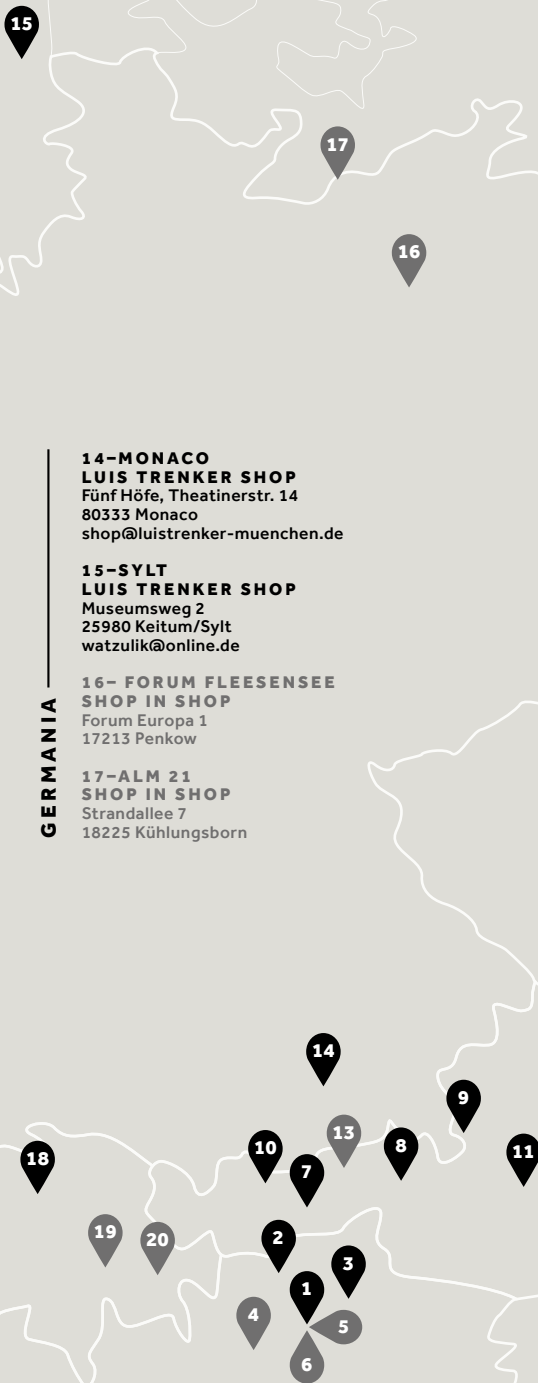 15
17
16
14–MONACO
LUIS TRENKER SHOP
Fünf Höfe, Theatinerstr. 14
80333 Monaco
shop@luistrenker-muenchen.de
15–SYLT
LUIS TRENKER SHOP
Museumsweg 2
25980 Keitum/Sylt
watzulik@online.de
16– FORUM FLEESENSEE
SHOP IN SHOP
Forum Europa 1
17213 Penkow
17–ALM 21
SHOP IN SHOP
Strandallee 7
18225 Kühlungsborn
GERMANIA
14
9
13
10
8
11
18
7
19
20
2
3
1
4
5
6